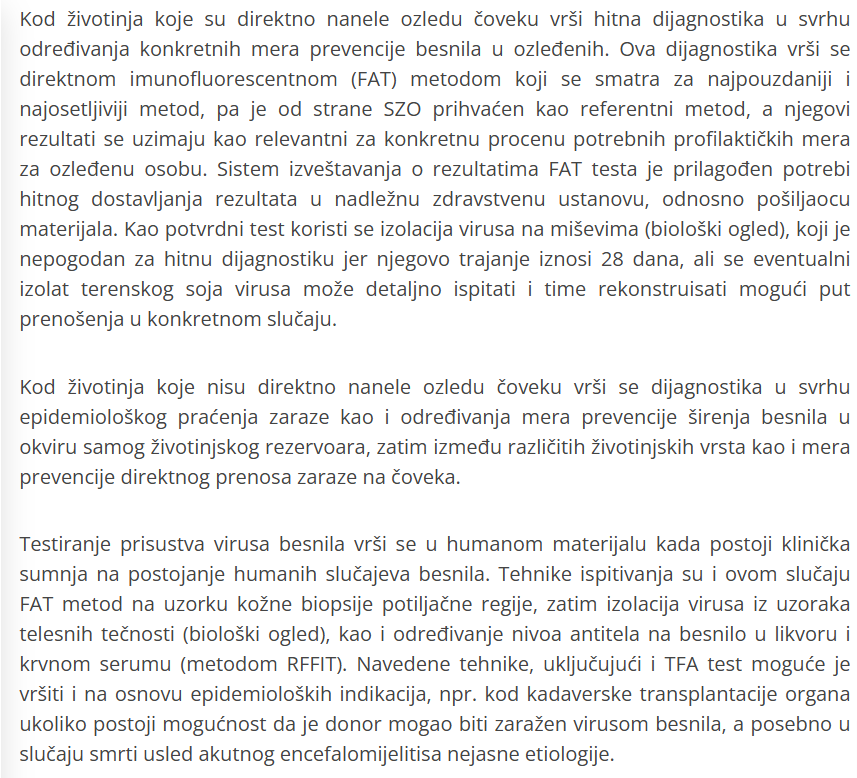 Kod životinja koje su direktno nanele ozledu čoveku vrši hitna dijagnostika u svrhu
određivanja konkretnih mera prevencije besnila u ozleđenih. Ova dijagnostika vrši se
direktnom imunofluorescentnom (FAT) metodom koji se smatra za najpouzdaniji i
najosetljiviji metod, pa je od strane SZO prihvaćen kao referentni metod, a njegovi
rezultati se uzimaju kao relevantni za konkretnu procenu potrebnih profilaktičkih mera
za ozleđenu osobu. Sistem izveštavanja o rezultatima FAT testa je prilagođen potrebi
hitnog dostavljanja rezultata u nadležnu zdravstvenu ustanovu, odnosno pošiljaocu
materijala. Kao potvrdni test koristi se izolacija virusa na miševima (biološki ogled), koji je
nepogodan za hitnu dijagnostiku jer njegovo trajanje iznosi 28 dana, ali se eventualni
izolat terenskog soja virusa može detaljno ispitati i time rekonstruisati mogući put
prenošenja u konkretnom slučaju.
Kod životinja koje nisu direktno nanele ozledu čoveku vrši se dijagnostika u svrhu
epidemiološkog praćenja zaraze kao i određivanja mera prevencije širenja besnila u
okviru samog životinjskog rezervoara, zatim između različitih životinjskih vrsta kao i mera
prevencije direktnog prenosa zaraze na čoveka.
Testiranje prisustva virusa besnila vrši se u humanom materijalu kada postoji klinička
sumnja na postojanje humanih slučajeva besnila. Tehnike ispitivanja su i ovom slučaju
FAT metod na uzorku kožne biopsije potiljačne regije, zatim izolacija virusa iz uzoraka
telesnih tečnosti (biološki ogled), kao i određivanje nivoa antitela na besnilo u likvoru i
krvnom serumu (metodom RFFIT). Navedene tehnike, uključujući i TFA test moguće je
vršiti i na osnovu epidemioloških indikacija, npr. kod kadaverske transplantacije organa
ukoliko postoji mogućnost da je donor mogao biti zaražen virusom besnila, a posebno u
slučaju smrti usled akutnog encefalomijelitisa nejasne etiologije.